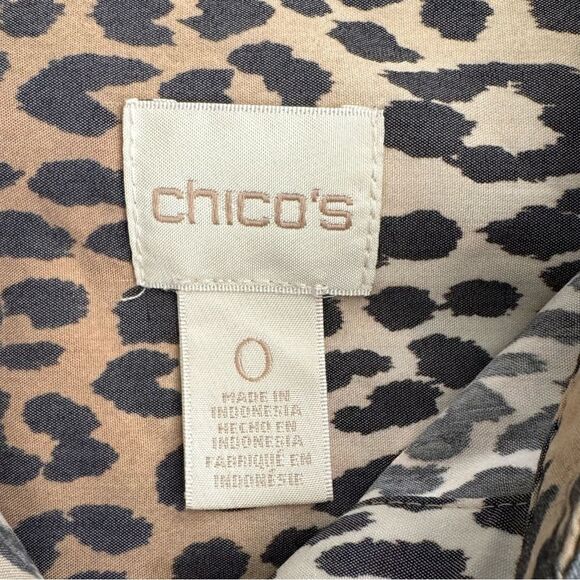 chico's
0
MADE IN
INDONESIA
HECHO EN
INDONESIA
FABRIQUÉ EN
INDONÉSIE